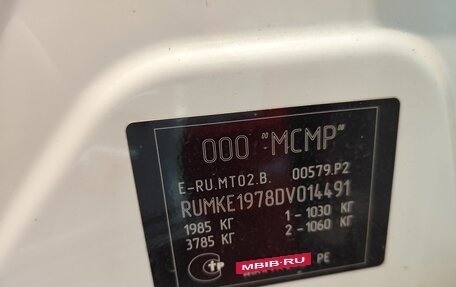 ООО "МСМР"
E-RU.MT02.B. 00579.P2
RUMKE1978DV014491
1985 КГ 1-1030 КГ
3785 КГ 2-1060 КГ
PE
MBIB·RU